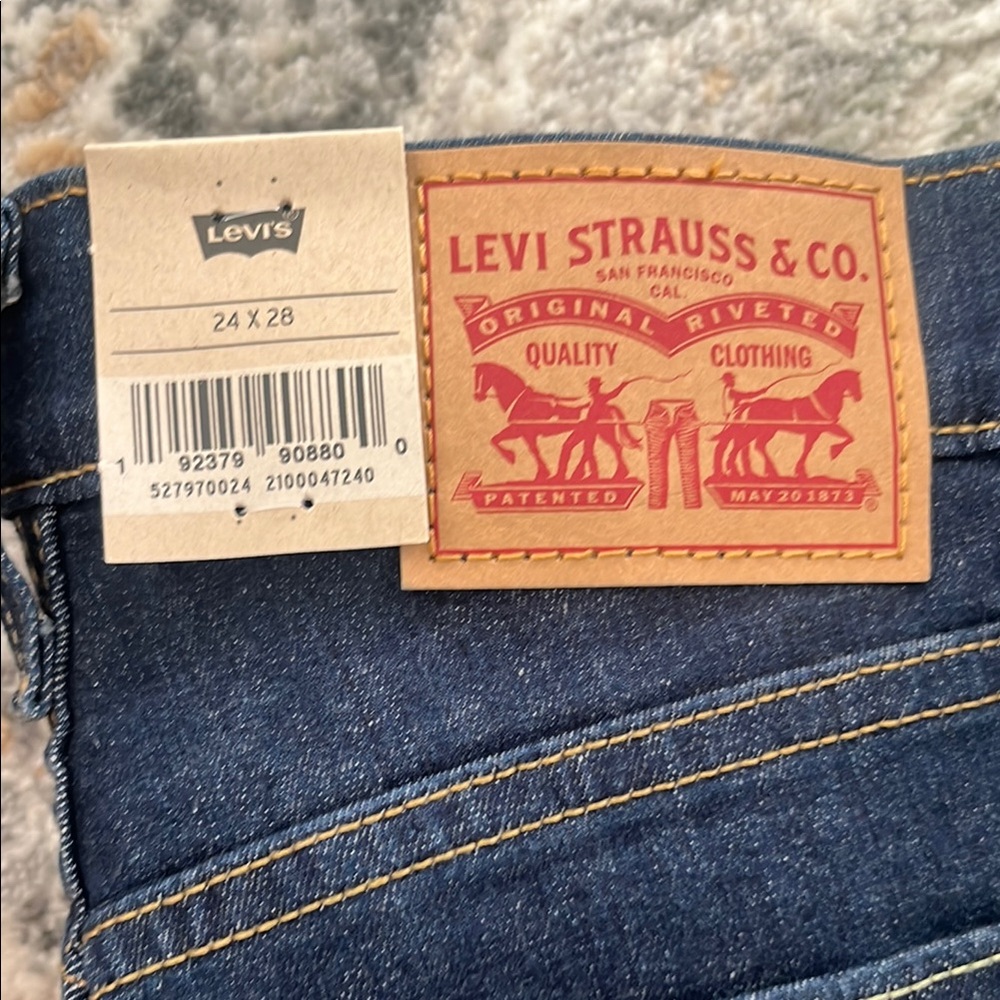 Levi's®
24 X 28
1 92379 90880 0
527970024 2100047240
LEVI STRAUSS & CO.
SAN FRANCISCO
CAL.
ORIGINAL RIVETED
QUALITY CLOTHING
PATENTED MAY 20 1873 ®